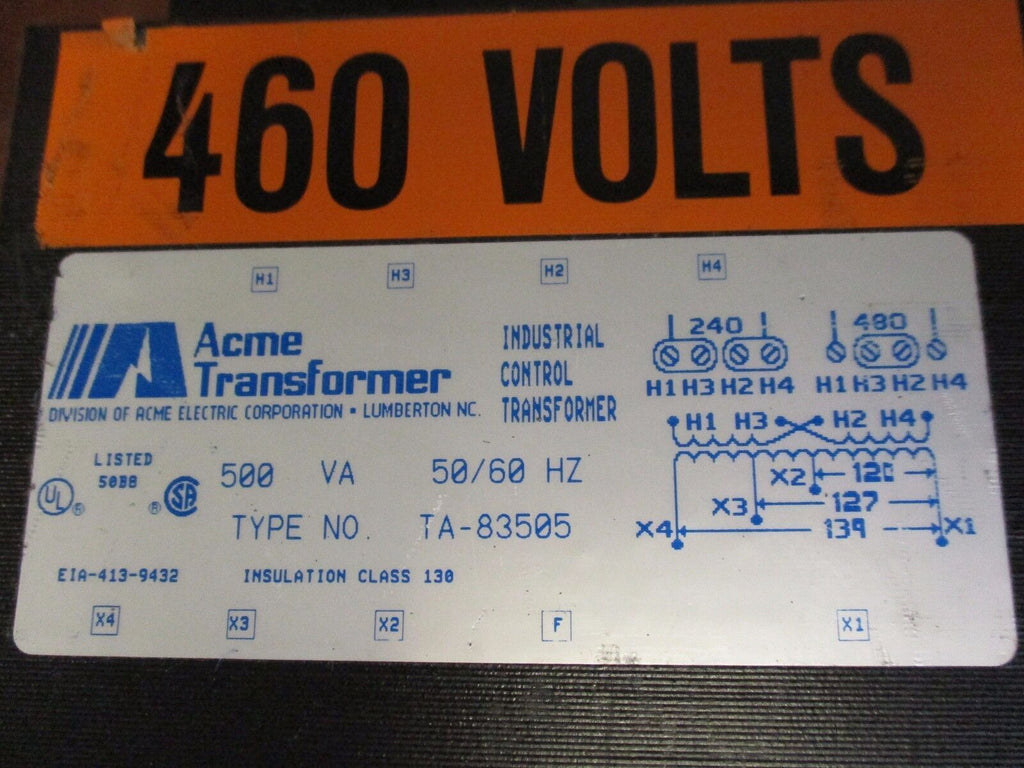 460 VOLTS
H1 H3 H2 H4
Acme
Transformer
DIVISION OF ACME ELECTRIC CORPORATION • LUMBERTON NC.
INDUSTRIAL
CONTROL
TRANSFORMER
240 480
H1 H3 H2 H4 H1 H3 H2 H4
H1 H3 H2 H4
LISTED
50B8
UL ® ® SA
500 VA 50/60 HZ
TYPE NO. TA-83505
X2 120
X3 127
X4 139 X1
EIA-413-9432 INSULATION CLASS 130
X4 X3 X2 F X1